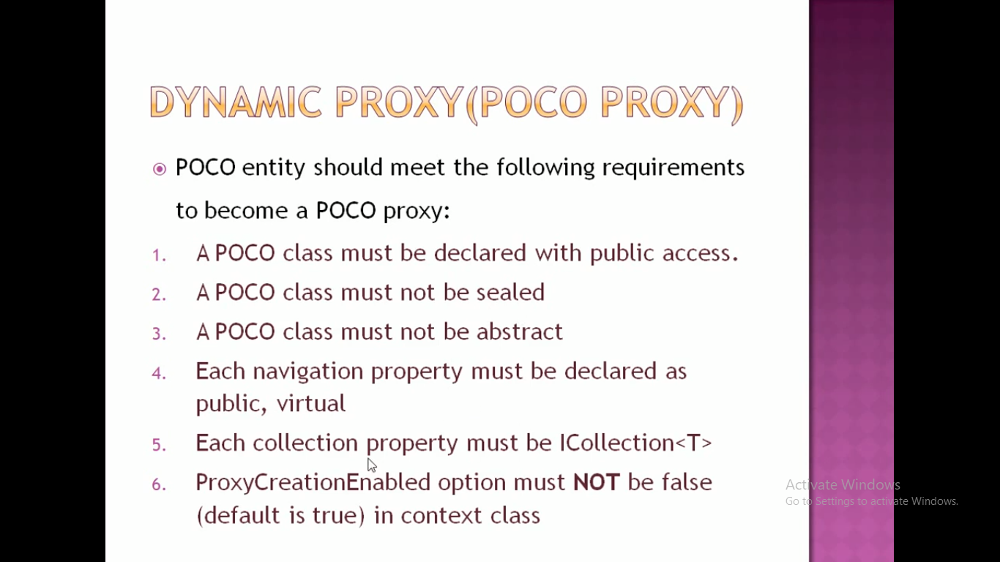 DYNAMIC PROXY(POCO PROXY)
POCO entity should meet the following requirements
to become a POCO proxy:
1. A POCO class must be declared with public access.
2. A POCO class must not be sealed
3. A POCO class must not be abstract
4. Each navigation property must be declared as
public, virtual
5. Each collection property must be ICollection<T>
6. ProxyCreationEnabled option must NOT be false
(default is true) in context class
Activate Windows
Go to Settings to activate Windows.